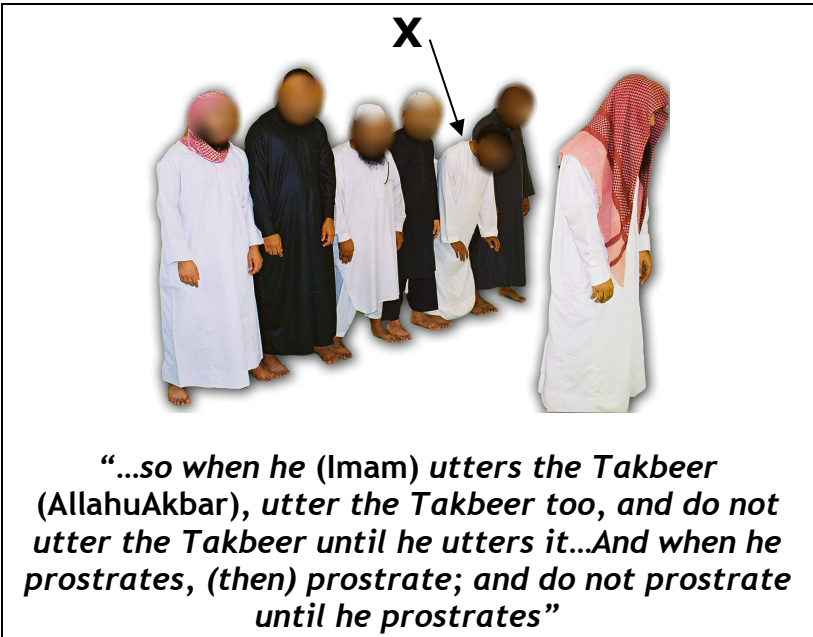 X
“…so when he (Imam) utters the Takbeer
(AllahuAkbar), utter the Takbeer too, and do not
utter the Takbeer until he utters it…And when he
prostrates, (then) prostrate; and do not prostrate
until he prostrates”